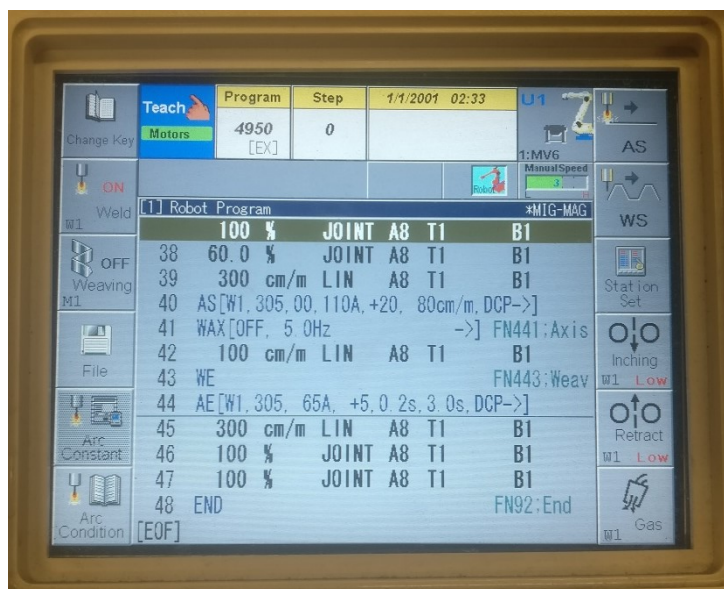 Change Key
Teach
Motors
Program
4950
[EX]
Step
0
1/1/2001 02:33
U1
1:MV6
AS
ON
Weld
W1
Robot
Manual Speed
3
H
WS
[1] Robot Program
*MIG-MAG
100 % JOINT A8 T1 B1
38 60.0 % JOINT A8 T1 B1
39 300 cm/m LIN A8 T1 B1
40 AS[W1,305,00,110A,+20, 80cm/m,DCP->]
41 WAX[OFF, 5.0Hz ->] FN441;Axis
42 100 cm/m LIN A8 T1 B1
43 WE FN443;Weav
44 AE[W1,305, 65A, +5,0.2s,3.0s,DCP->]
45 300 cm/m LIN A8 T1 B1
46 100 % JOINT A8 T1 B1
47 100 % JOINT A8 T1 B1
48 END FN92;End
[EOF]
OFF
Weaving
M1
File
Arc
Constant
Arc
Condition
Station
Set
Inching
W1 Low
Retract
W1 Low
Gas
W1